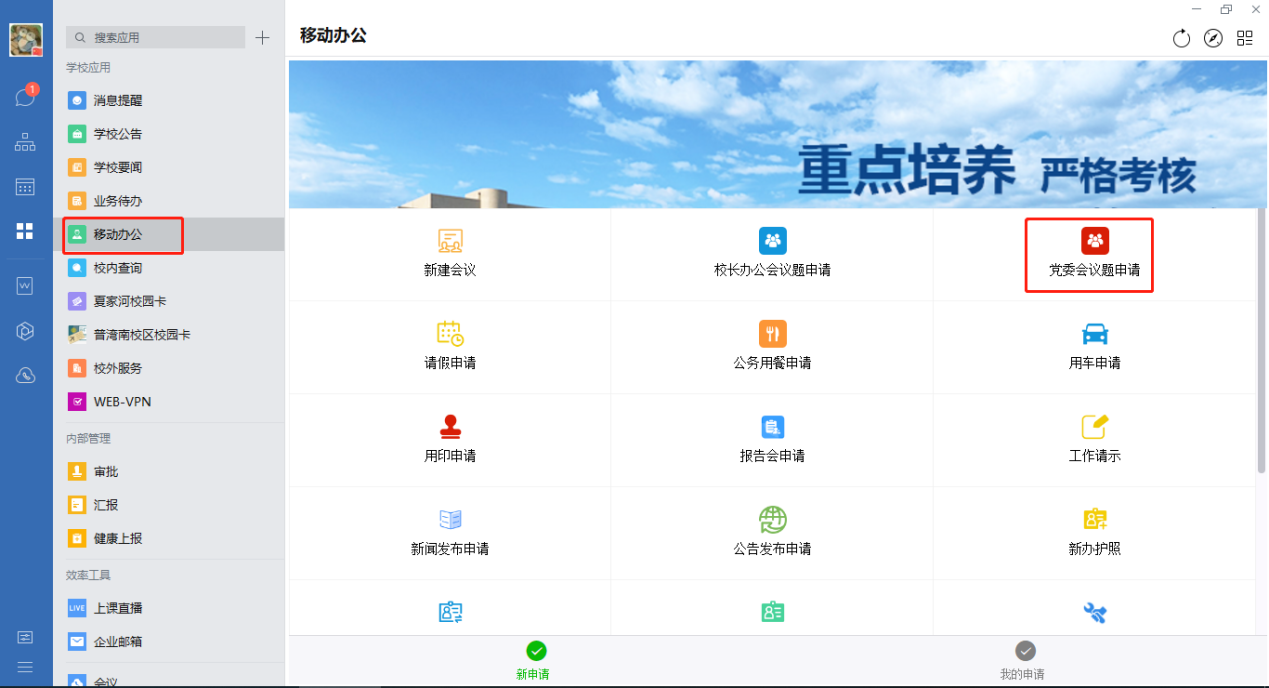 搜索应用
移动办公
学校应用
1
消息提醒
学校公告
学校要闻
业务待办
移动办公
校内查询
夏家河校园卡
普湾南校区校园卡
校外服务
WEB-VPN
内部管理
审批
汇报
健康上报
效率工具
LIVE 上课直播
企业邮箱
会议
重点培养 严格考核
新建会议
校长办公会议题申请
党委会议题申请
请假申请
公务用餐申请
用车申请
用印申请
报告会申请
工作请示
新闻发布申请
公告发布申请
新办护照
新申请
我的申请